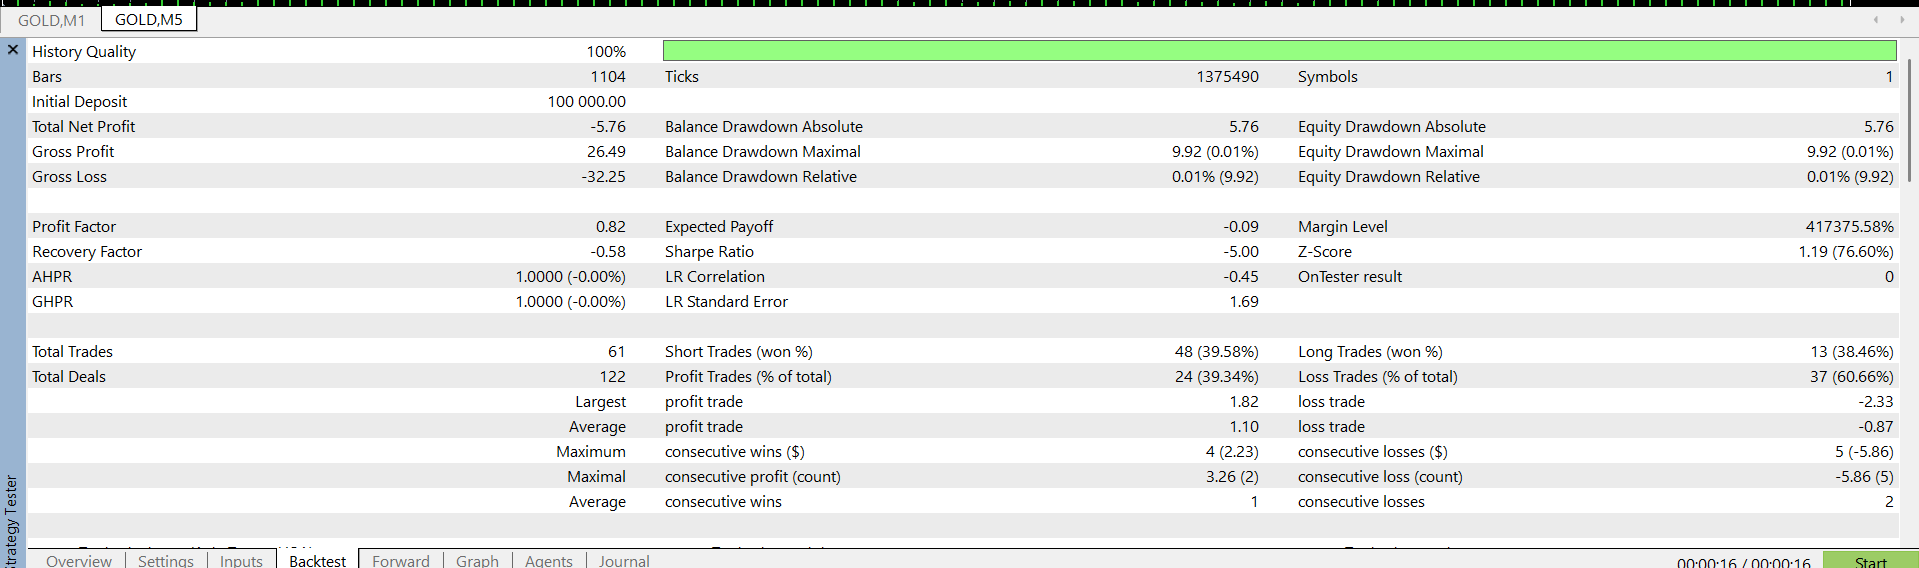 GOLD,M1 GOLD,M5
History Quality 100%
Bars 1104 Ticks 1375490 Symbols 1
Initial Deposit 100 000.00
Total Net Profit -5.76 Balance Drawdown Absolute 5.76 Equity Drawdown Absolute 5.76
Gross Profit 26.49 Balance Drawdown Maximal 9.92 (0.01%) Equity Drawdown Maximal 9.92 (0.01%)
Gross Loss -32.25 Balance Drawdown Relative 0.01% (9.92) Equity Drawdown Relative 0.01% (9.92)
Profit Factor 0.82 Expected Payoff -0.09 Margin Level 417375.58%
Recovery Factor -0.58 Sharpe Ratio -5.00 Z-Score 1.19 (76.60%)
AHPR 1.0000 (-0.00%) LR Correlation -0.45 OnTester result 0
GHPR 1.0000 (-0.00%) LR Standard Error 1.69
Total Trades 61 Short Trades (won %) 48 (39.58%) Long Trades (won %) 13 (38.46%)
Total Deals 122 Profit Trades (% of total) 24 (39.34%) Loss Trades (% of total) 37 (60.66%)
Largest profit trade 1.82 loss trade -2.33
Average profit trade 1.10 loss trade -0.87
Maximum consecutive wins ($) 4 (2.23) consecutive losses ($) 5 (-5.86)
Maximal consecutive profit (count) 3.26 (2) consecutive loss (count) -5.86 (5)
Average consecutive wins 1 consecutive losses 2
Strategy Tester
Overview Settings Inputs Backtest Forward Graph Agents Journal 00:00:16 / 00:00:16 Start